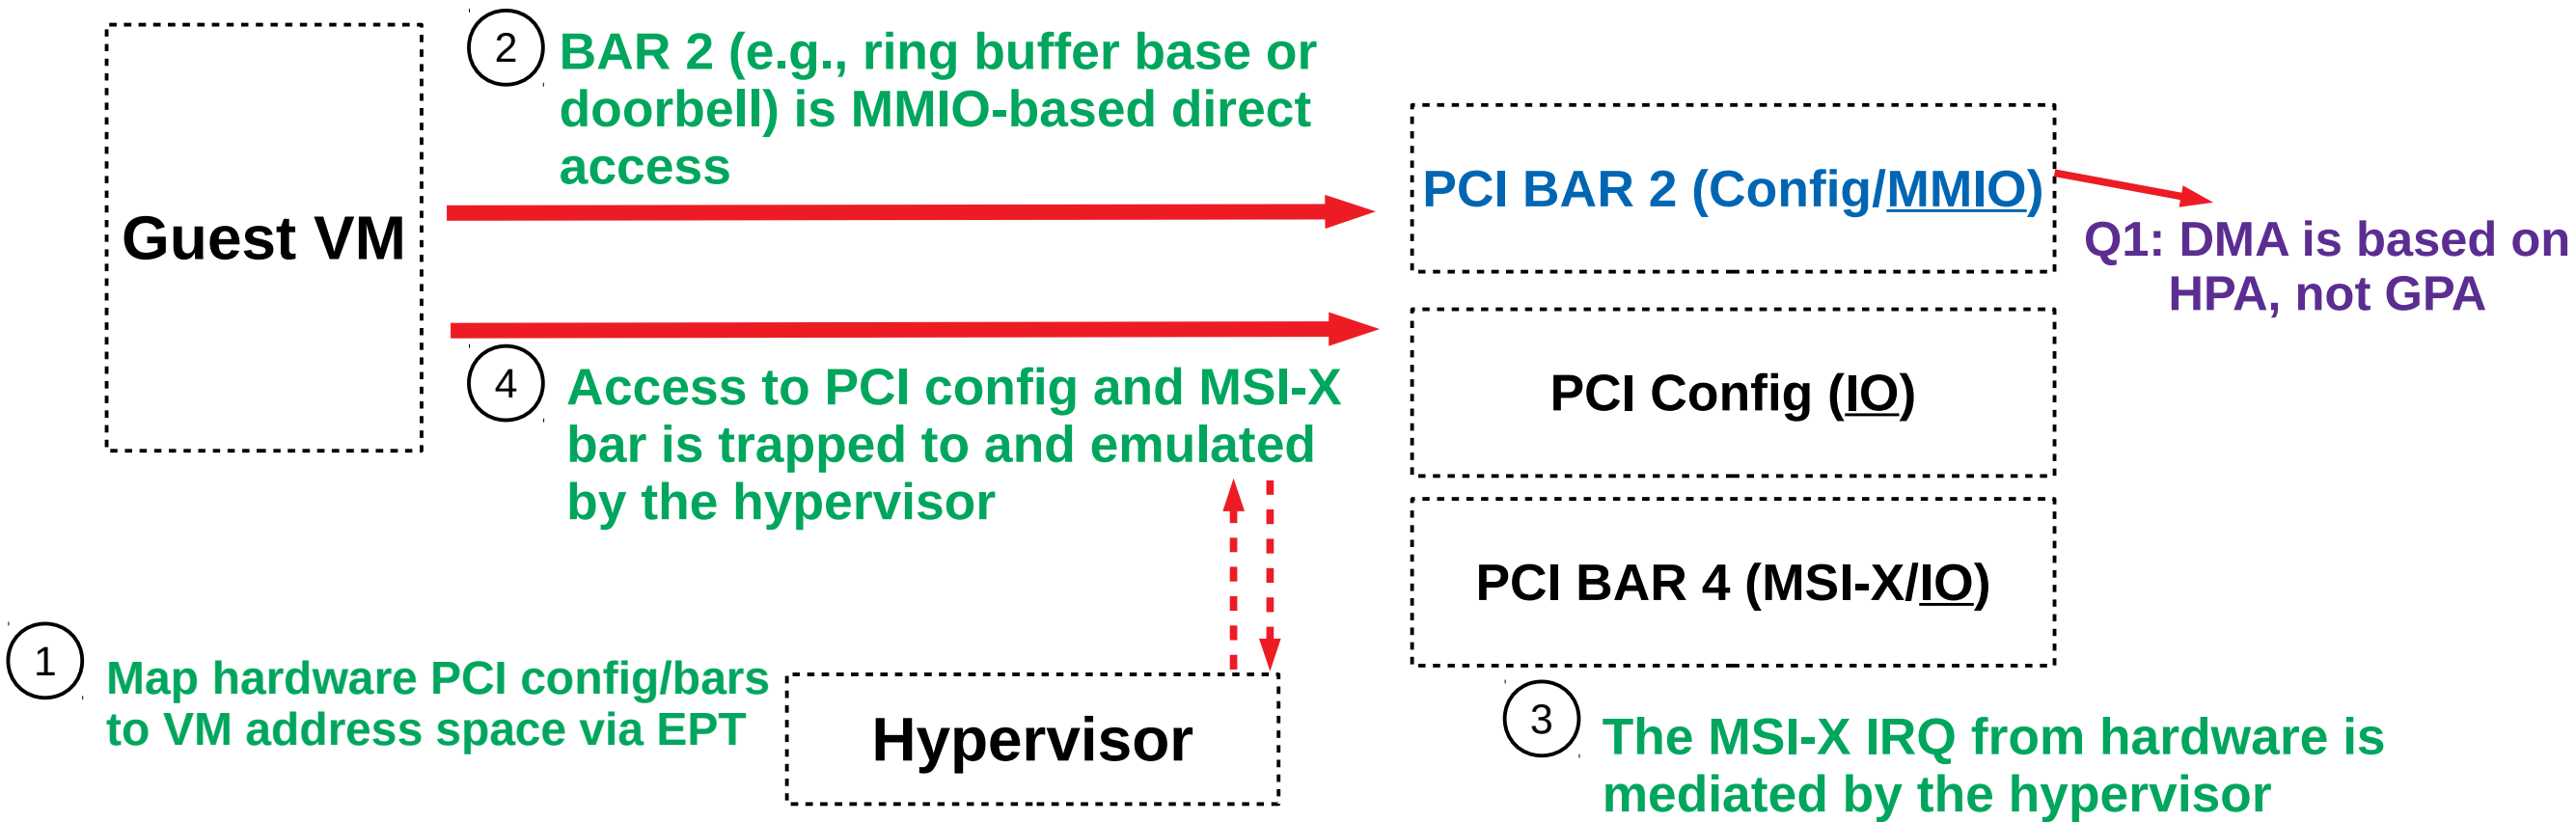 2
BAR 2 (e.g., ring buffer base or
doorbell) is MMIO-based direct
access
Guest VM
PCI BAR 2 (Config/MMIO)
Q1: DMA is based on
HPA, not GPA
4
Access to PCI config and MSI-X
bar is trapped to and emulated
by the hypervisor
PCI Config (IO)
PCI BAR 4 (MSI-X/IO)
1
Map hardware PCI config/bars
to VM address space via EPT
Hypervisor
3
The MSI-X IRQ from hardware is
mediated by the hypervisor